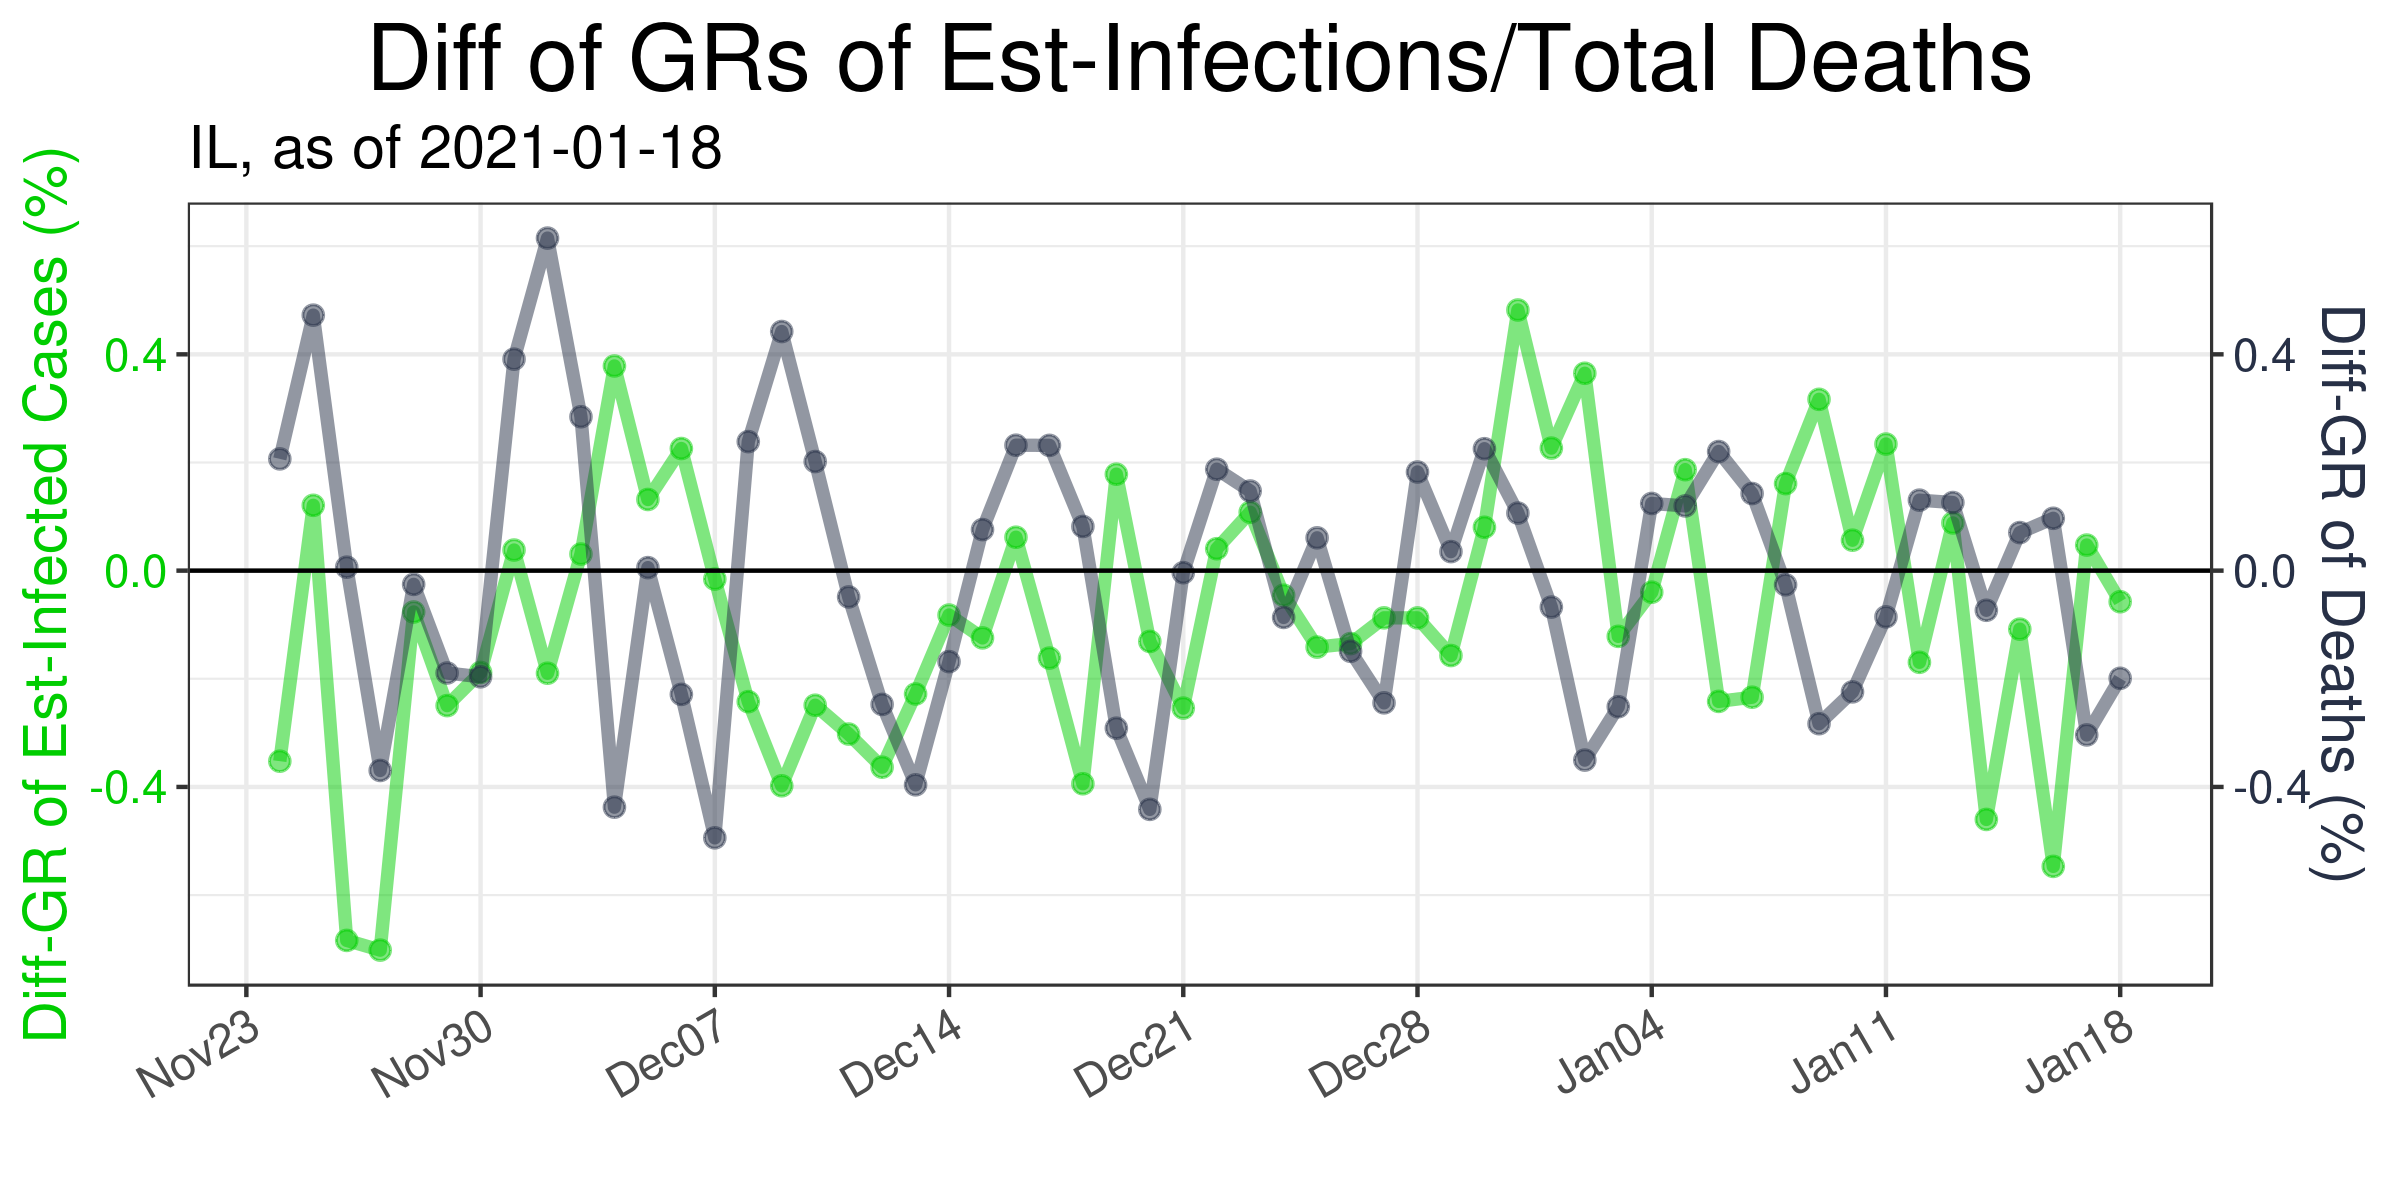 Diff of GRs of Est-Infections/Total Deaths
IL, as of 2021-01-18
Diff-GR of Est-Infected Cases (%)
0.4
0.0
-0.4
0.4
0.0
-0.4
Diff-GR of Deaths (%)
Nov23
Nov30
Dec07
Dec14
Dec21
Dec28
Jan04
Jan11
Jan18